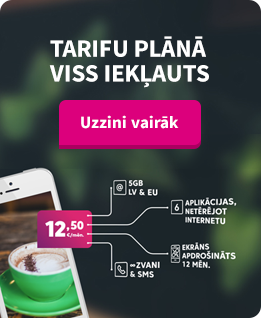 TARIFU PLĀNĀ
VISS IEKĻAUTS
Uzzini vairāk
@ 5GB
LV & EU
12,50
€/mēn.
6 APLIKĀCIJAS,
NETĒRĒJOT
INTERNETU
EKRĀNS
APDROŠINĀTS
12 MĒN.
∞ZVANI
& SMS